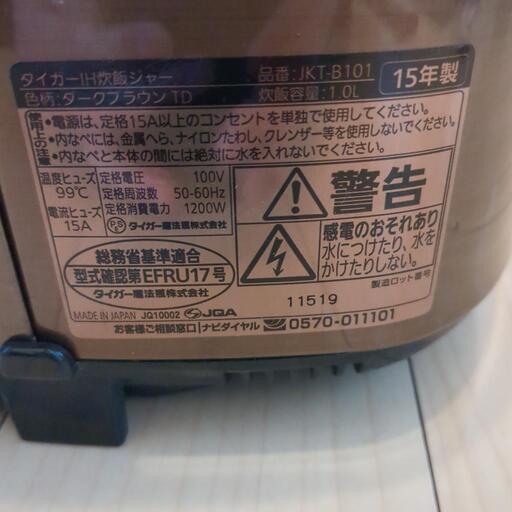 タイガーIH炊飯ジャー 品番:JKT-B101 15年製
色柄:ダークブラウン TD 炊飯容量:1.0L
使用上の注意
•電源は、定格15A以上のコンセントを単独で使用してください。
•内なべには、金属へら、ナイロンたわし、クレンザー等を使用しないでください。
•内なべと本体の間には絶対に水を入れないでください。
温度ヒューズ 99℃
電流ヒューズ 15A
定格電圧 100V
定格周波数 50-60Hz
定格消費電力 1200W
PS タイガー魔法瓶株式会社
警告
感電のおそれあり
水につけたり、水を
かけたりしない。
総務省基準適合
型式確認第EFRU17号
タイガー魔法瓶株式会社
製造ロット番号
11519
MADE IN JAPAN JQ10002 JQA
お客様ご相談窓口 ナビダイヤル 0570-011101